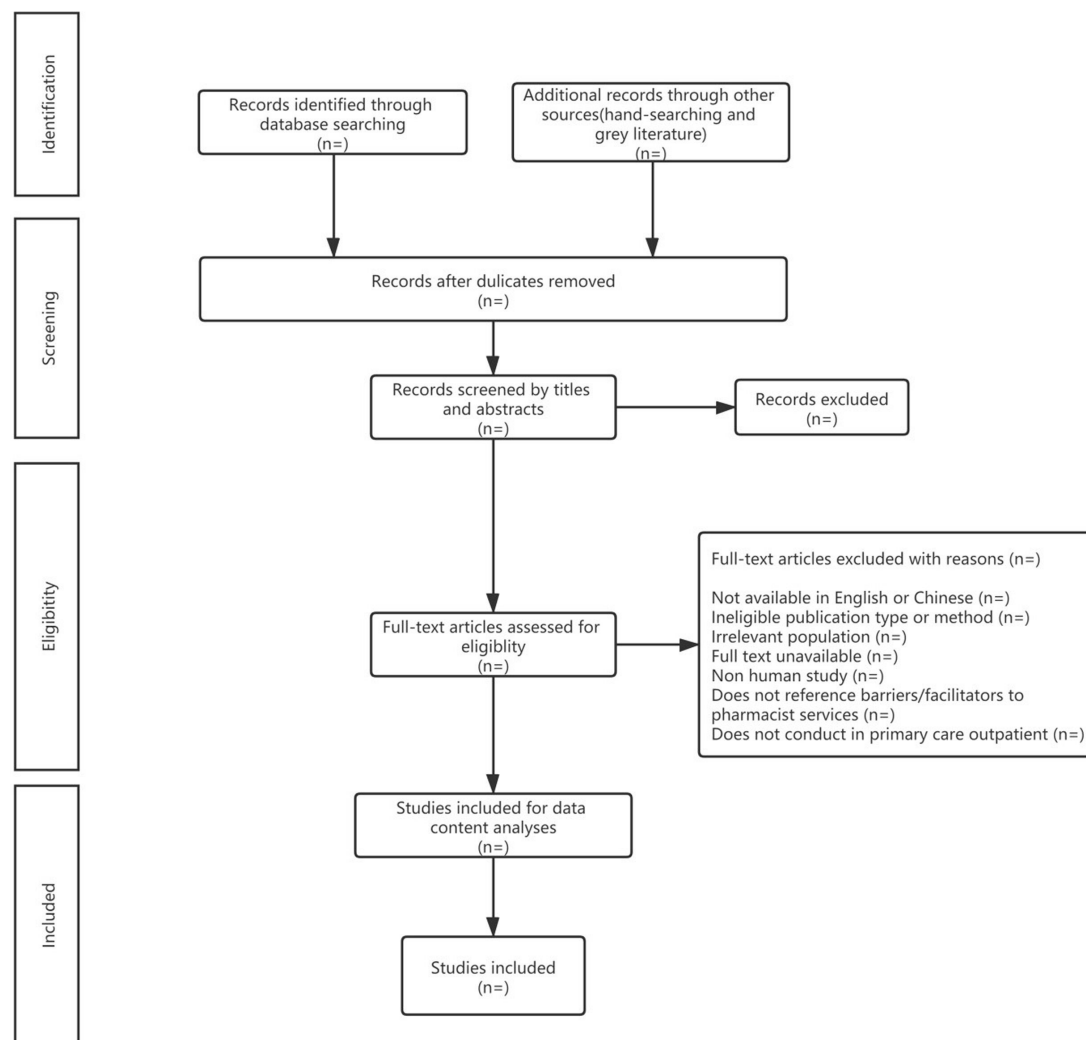 Identification
Records identified through
database searching
(n=)
Additional records through other
sources(hand-searching and
grey literature)
(n=)
Screening
Records after dulicates removed
(n=)
Records screened by titles
and abstracts
(n=)
Records excluded
(n=)
Eligibitity
Full-text articles assessed for
eligiblity
(n=)
Full-text articles excluded with reasons (n=)
Not available in English or Chinese (n=)
Ineligible publication type or method (n=)
Irrelevant population (n=)
Full text unavailable (n=)
Non human study (n=)
Does not reference barriers/facilitators to
pharmacist services (n=)
Does not conduct in primary care outpatient (n=)
Included
Studies included for data
content analyses
(n=)
Studies included
(n=)